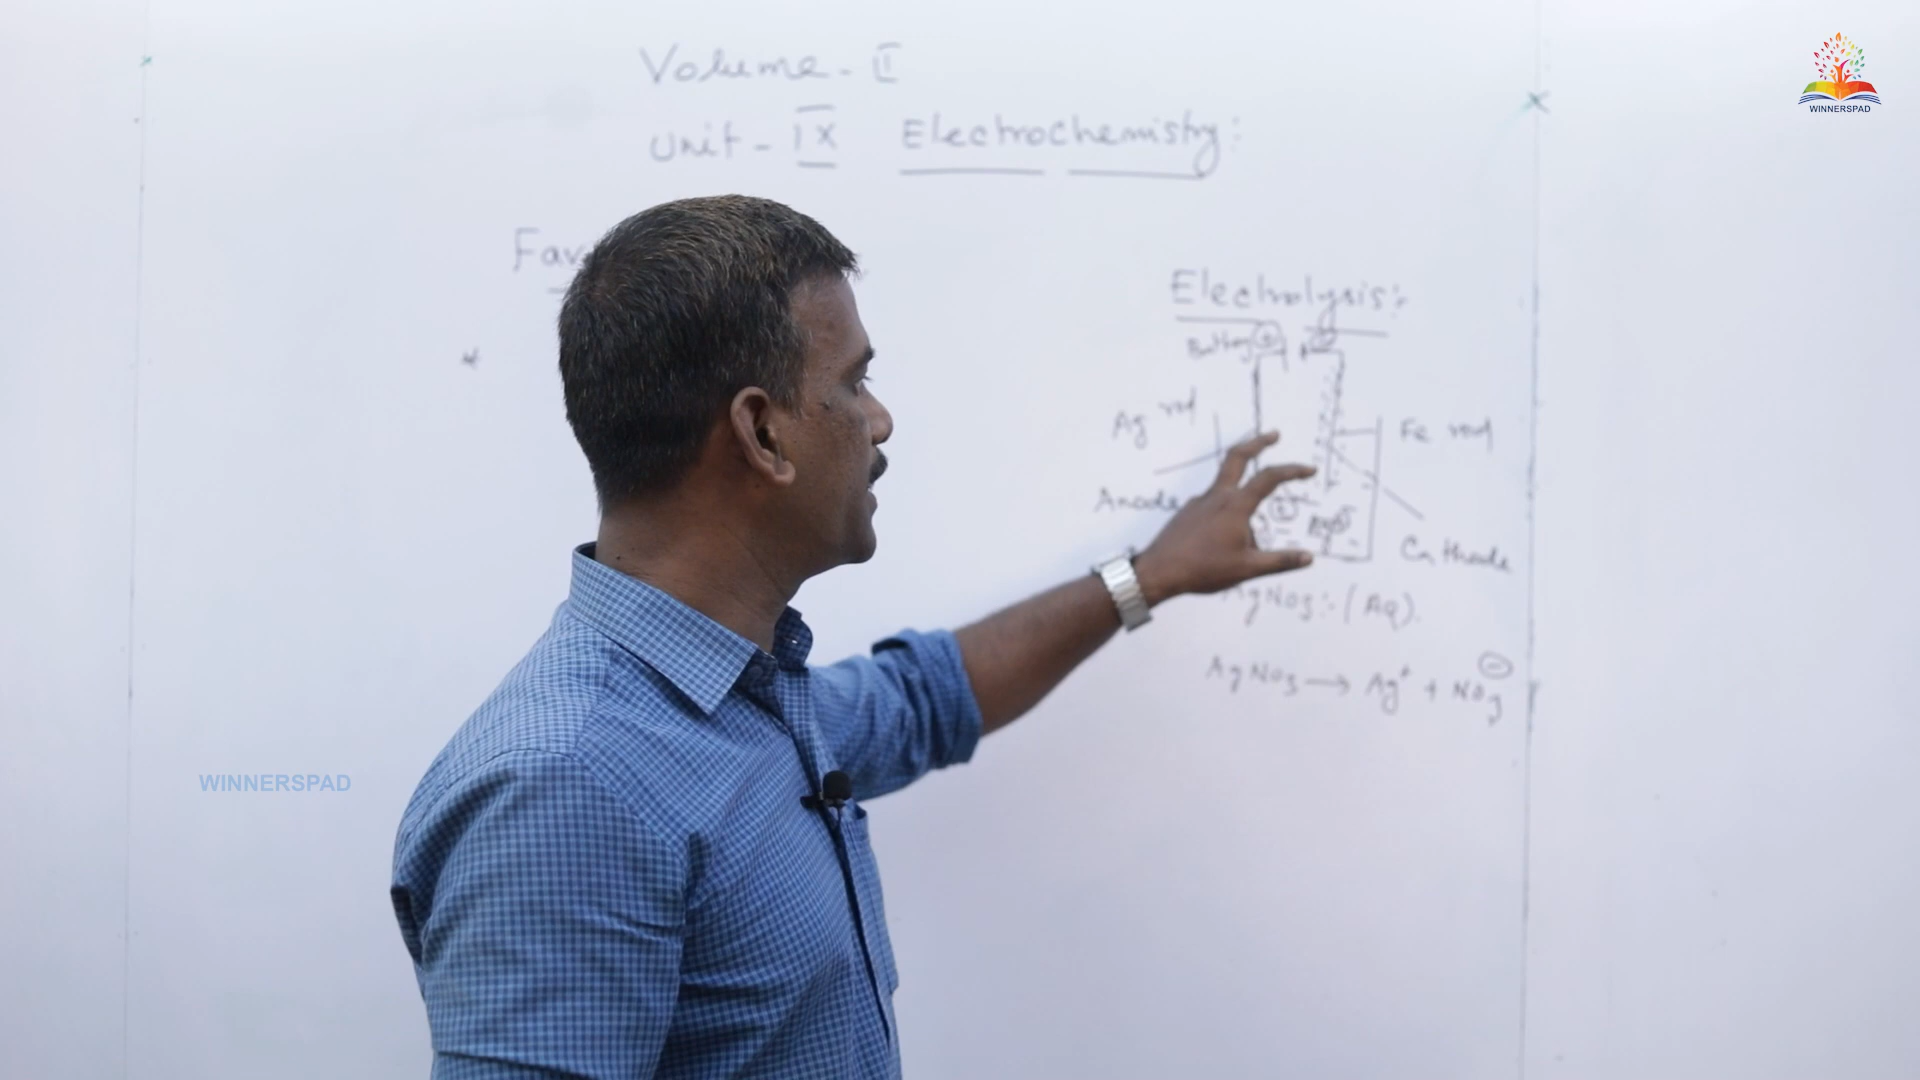 Volume - II
WINNERSPAD
Unit - IX Electrochemistry:
Fav
Electrolysis:-
Battery
Ag rod
Fe rod
Anode
Cathode
AgNO3:- (Aq).
AgNO3 → Ag+ + NO3 -
WINNERSPAD